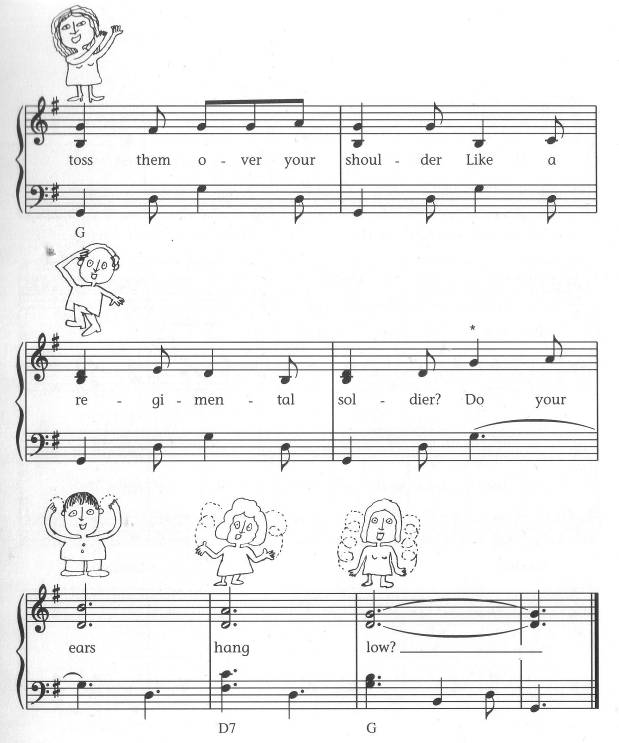 toss them o - ver your shoul - der Like a
G
*
re - gi - men - tal sol - dier? Do your
ears hang low?
D7 G